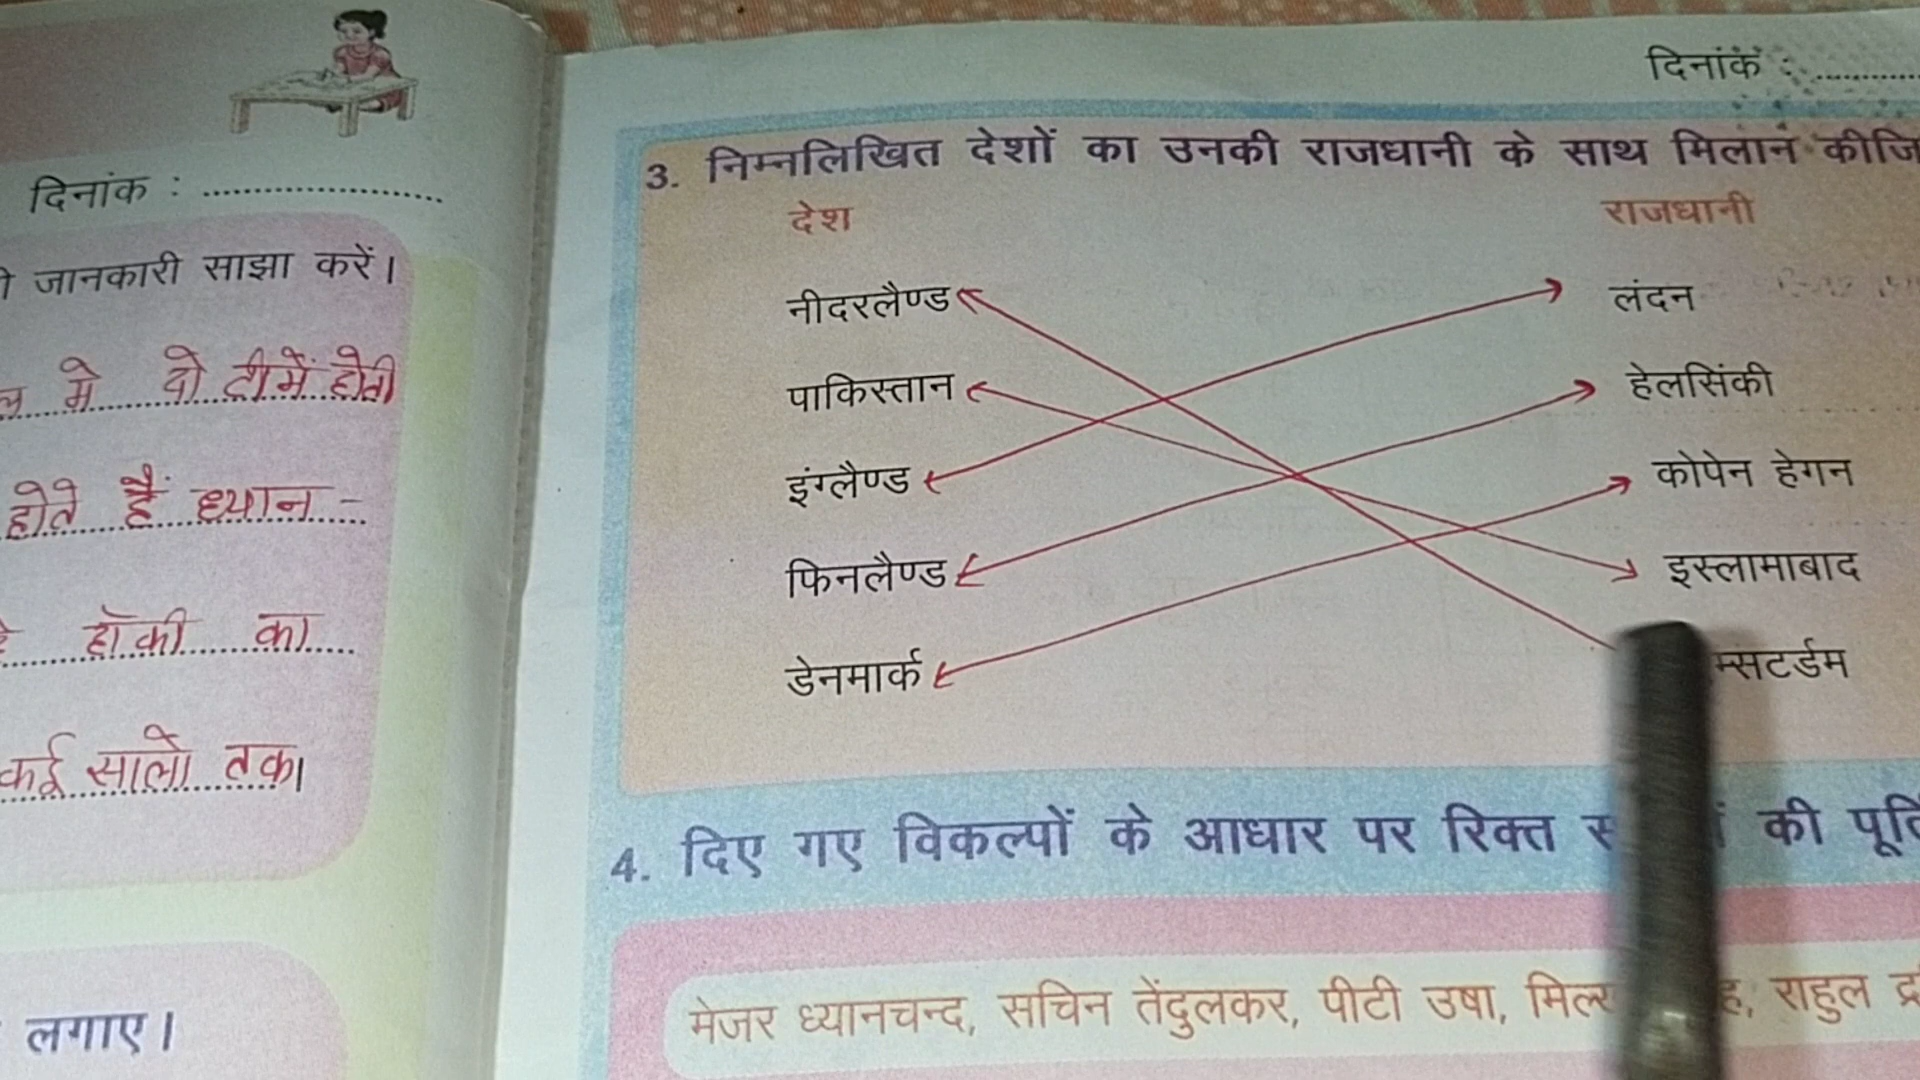 दिनांक : ....................
जानकारी साझा करें।
मे दो टीमें होती
होते हैं ध्यान -
हॉकी का
कई सालो तक।
लगाए।
दिनांक : ............
3. निम्नलिखित देशों का उनकी राजधानी के साथ मिलान
देश राजधानी
नीदरलैण्ड लंदन
पाकिस्तान हेलसिंकी
इंग्लैण्ड कोपेन हेगन
फिनलैण्ड इस्लामाबाद
डेनमार्क म्सटर्डम
4. दिए गए विकल्पों के आधार पर रिक्त की
मेजर ध्यानचन्द, सचिन तेंदुलकर, पीटी उषा, राहुल